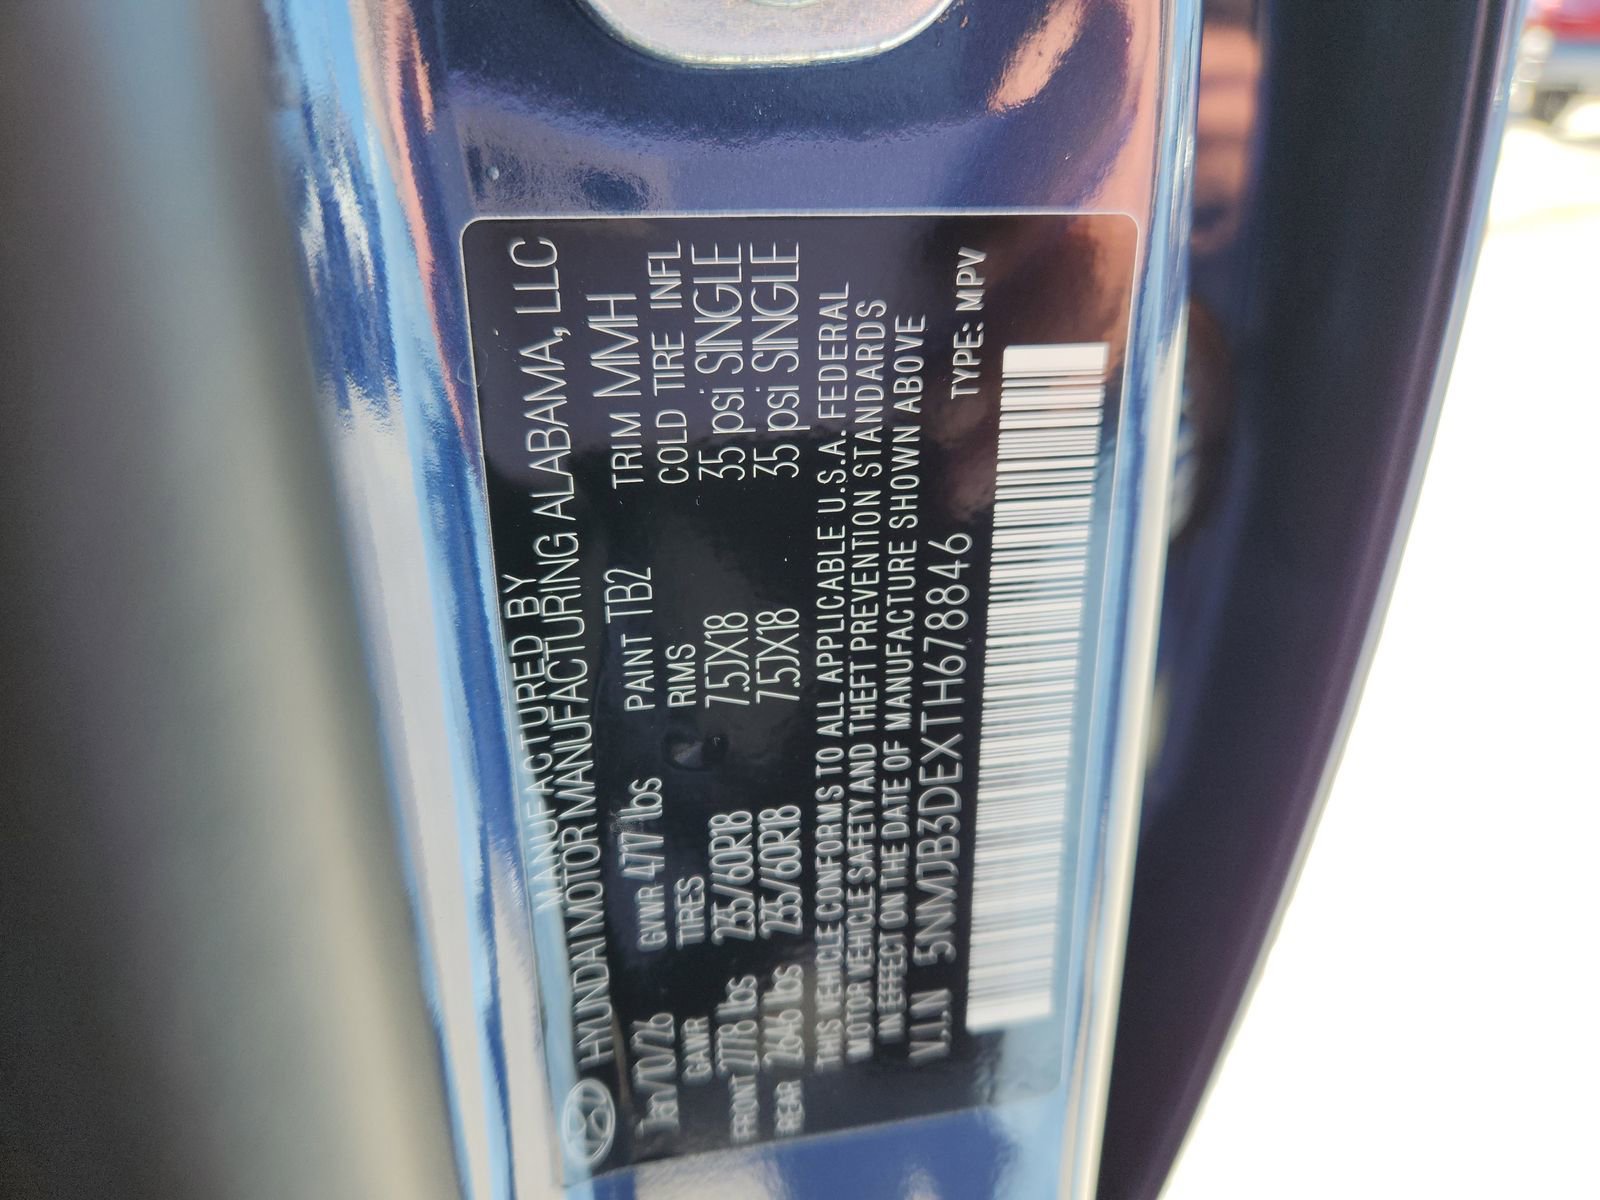 MANUFACTURED BY
HYUNDAI MOTOR MANUFACTURING ALABAMA, LLC
Jan/10/26 GVWR 4717 lbs PAINT TB2 TRIM MMH
GAWR TIRES RIMS COLD TIRE INFL
FRONT 2778 lbs 235/60R18 7.5JX18 35 psi SINGLE
REAR 2646 lbs 235/60R18 7.5JX18 35 psi SINGLE
THIS VEHICLE CONFORMS TO ALL APPLICABLE U.S.A. FEDERAL
MOTOR VEHICLE SAFETY AND THEFT PREVENTION STANDARDS
IN EFFECT ON THE DATE OF MANUFACTURE SHOWN ABOVE
V.I.N 5NMJB3DEXTH678846
TYPE: MPV